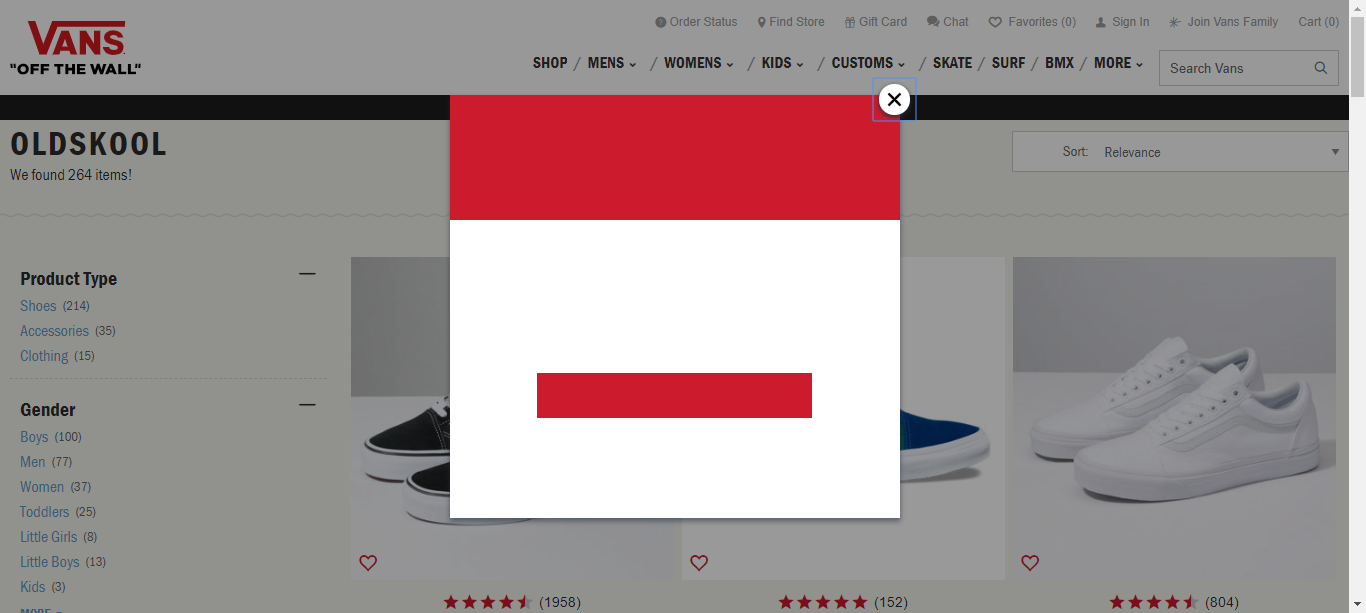 Order Status
Find Store
Gift Card
Chat
Favorites (0)
Sign In
Join Vans Family
Cart (0)
VANS
"OFF THE WALL"
SHOP / MENS / WOMENS / KIDS / CUSTOMS / SKATE / SURF / BMX / MORE
Search Vans
OLDSKOOL
We found 264 items!
Sort: Relevance
Product Type
Shoes (214)
Accessories (35)
Clothing (15)
Gender
Boys (100)
Men (77)
Women (37)
Toddlers (25)
Little Girls (8)
Little Boys (13)
Kids (3)
MORE
(1958)
(152)
(804)